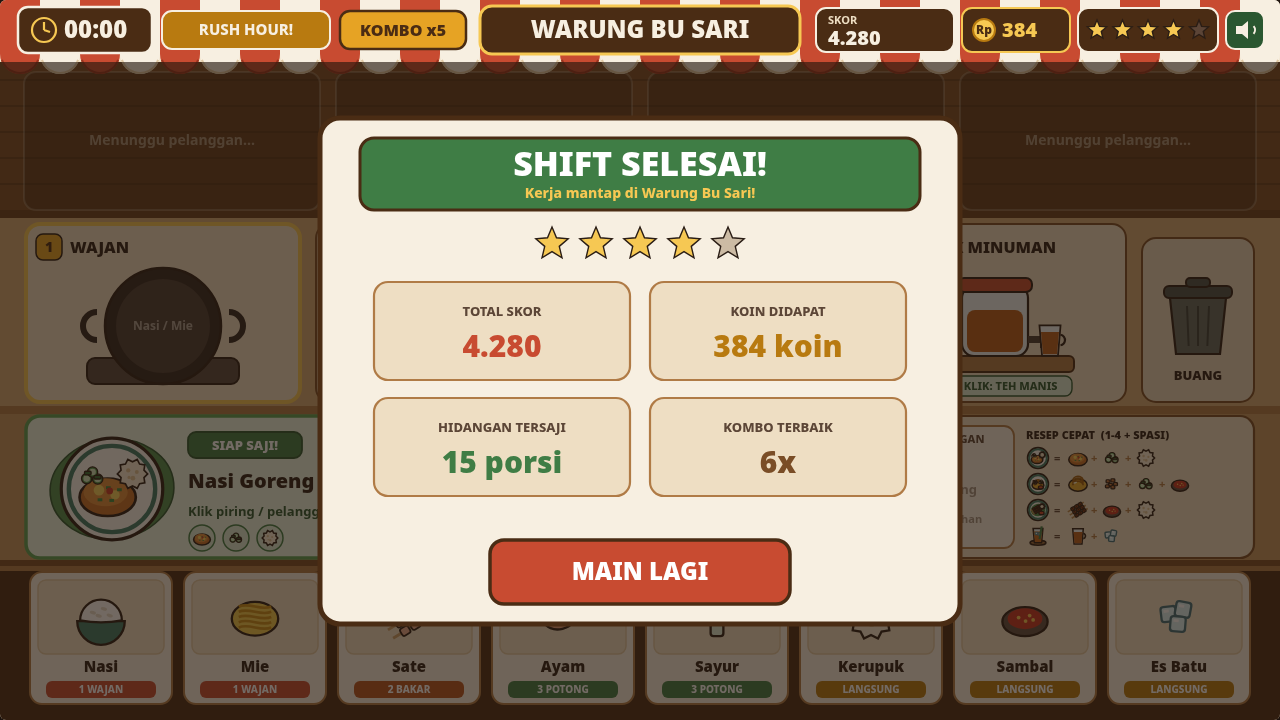 00:00
RUSH HOUR!
KOMBO x5
WARUNG BU SARI
SKOR
4.280
Rp 384
Menunggu pelanggan...
Menunggu pelanggan...
SHIFT SELESAI!
Kerja mantap di Warung Bu Sari!
TOTAL SKOR
4.280
KOIN DIDAPAT
384 koin
HIDANGAN TERSAJI
15 porsi
KOMBO TERBAIK
6x
MAIN LAGI
1 WAJAN
Nasi / Mie
MINUMAN
KLIK: TEH MANIS
BUANG
SIAP SAJI!
Nasi Goreng
Klik piring / pelangg
GAN
ng
han
RESEP CEPAT (1-4 + SPASI)
= + +
= + + +
= + +
= +
Nasi
1 WAJAN
Mie
1 WAJAN
Sate
2 BAKAR
Ayam
3 POTONG
Sayur
3 POTONG
Kerupuk
LANGSUNG
Sambal
LANGSUNG
Es Batu
LANGSUNG